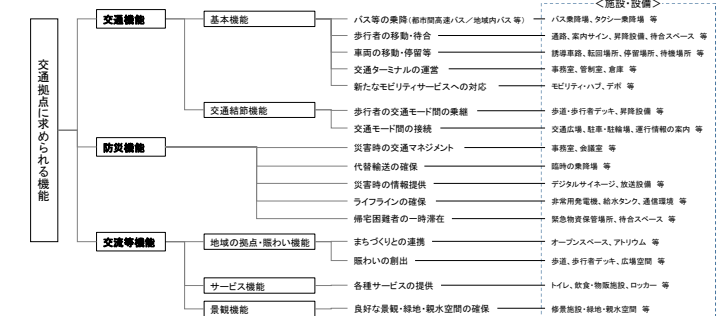 <施設・設備>
交通拠点に求められる機能
交通機能
基本機能
バス等の乗降(都市間高速バス／地域内バス 等)
バス乗降場、タクシー乗降場 等
歩行者の移動・待合
通路、案内サイン、昇降設備、待合スペース 等
車両の移動・停留等
誘導車路、転回場所、停留場所、待機場所 等
交通ターミナルの運営
事務室、管制室、倉庫 等
新たなモビリティサービスへの対応
モビリティ・ハブ、デポ 等
交通結節機能
歩行者の交通モード間の乗継
歩道・歩行者デッキ、昇降設備 等
交通モード間の接続
交通広場、駐車・駐輪場、運行情報の案内 等
防災機能
災害時の交通マネジメント
事務室、会議室 等
代替輸送の確保
臨時の乗降場 等
災害時の情報提供
デジタルサイネージ、放送設備 等
ライフラインの確保
非常用発電機、給水タンク、通信環境 等
帰宅困難者の一時滞在
緊急物資保管場所、待合スペース 等
交流等機能
地域の拠点・賑わい機能
まちづくりとの連携
オープンスペース、アトリウム 等
賑わいの創出
歩道、歩行者デッキ、広場空間 等
サービス機能
各種サービスの提供
トイレ、飲食・物販施設、ロッカー 等
景観機能
良好な景観・緑地・親水空間の確保
修景施設・緑地・親水空間 等